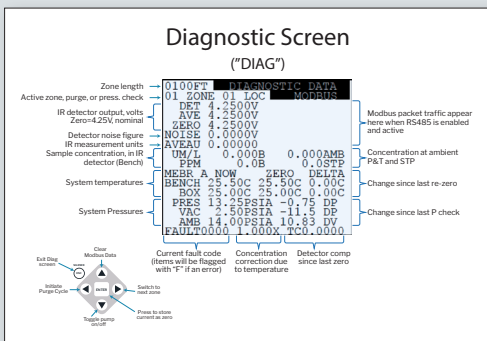 Diagnostic Screen
("DIAG")
Zone length
Active zone, purge, or press. check
IR detector output, volts
Zero=4.25V, nominal
Detector noise figure
IR measurement units
Sample concentration, in IR
detector (Bench)
System temperatures
System Pressures
0100FT DIAGNOSTIC DATA
01 ZONE 01 LOC MODBUS
DET 4.2500V
AVE 4.2500V
ZERO 4.2500V
NOISE 0.0000V
AVEAU 0.00000
UM/L 0.000B 0.000AMB
PPM 0.0B 0.0STP
MEBR A NOW ZERO DELTA
BENCH 25.50C 25.50C 0.00C
BOX 25.00C 25.00C 0.00C
PRES 13.25PSIA -0.75 DP
VAC 2.50PSIA -11.5 DP
AMB 14.00PSIA 10.83 DV
FAULT0000 1.000X TC0.0000
Modbus packet traffic appear
here when RS485 is enabled
and active
Concentration at ambient
P&T and STP
Change since last re-zero
Change since last P check
Current fault code
(items will be flagged
with "F" if an error)
Concentration
correction due
to temperature
Detector comp
since last zero
Clear
Modbus Data
Exit Diag
screen
Initiate
Purge Cycle
ENTER
Switch to
next zone
Toggle pump
on/off
Press to store
current as zero